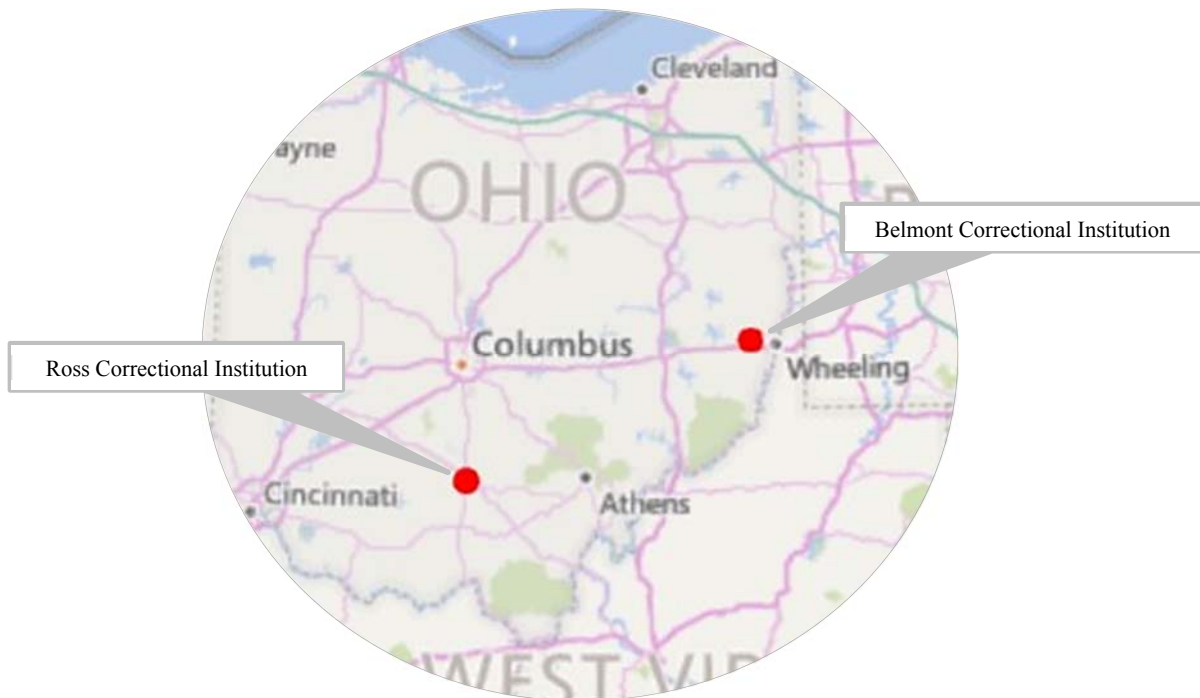 Cleveland
ayne
OHIO
Belmont Correctional Institution
Columbus
Ross Correctional Institution
Wheeling
Cincinnati
Athens
WEST VIR